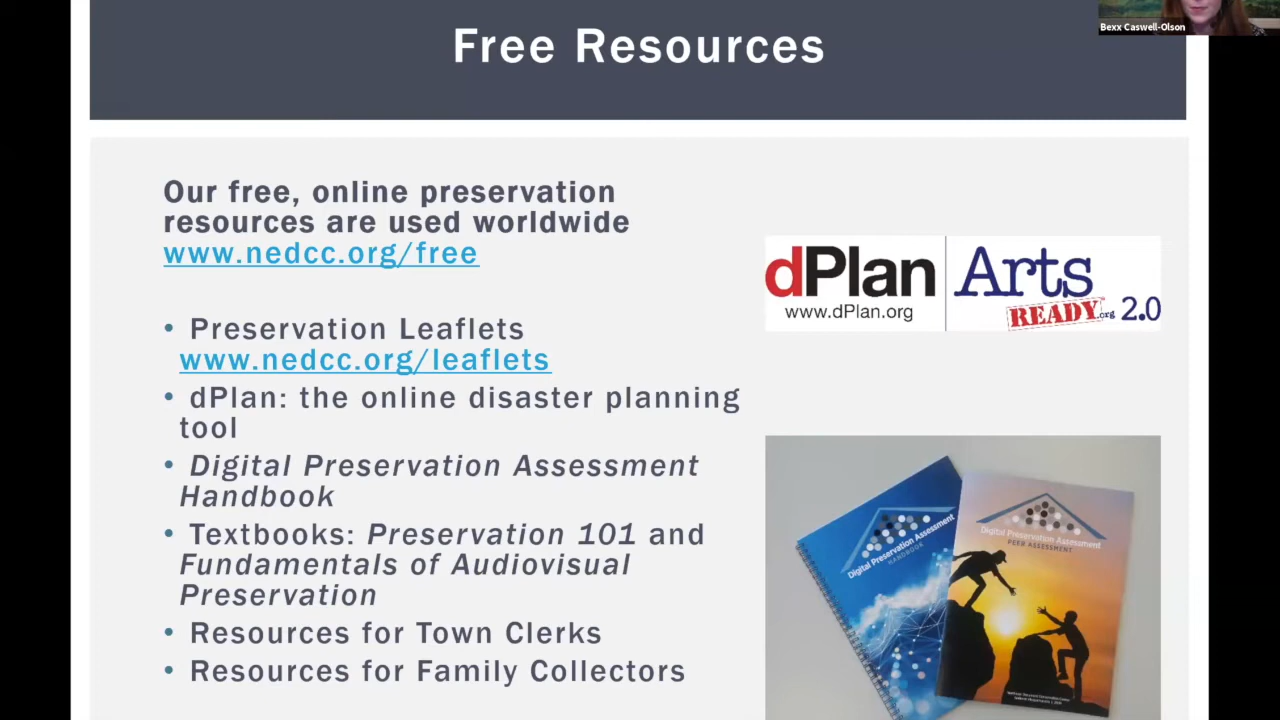 Free Resources
Bexx Caswell-Olson
Our free, online preservation
resources are used worldwide
www.nedcc.org/free
• Preservation Leaflets
www.nedcc.org/leaflets
• dPlan: the online disaster planning
tool
• Digital Preservation Assessment
Handbook
• Textbooks: Preservation 101 and
Fundamentals of Audiovisual
Preservation
• Resources for Town Clerks
• Resources for Family Collectors
dPlan
www.dPlan.org
Arts
READY.org 2.0
Digital Preservation Assessment
HANDBOOK
Digital Preservation Assessment
PEER ASSESSMENT